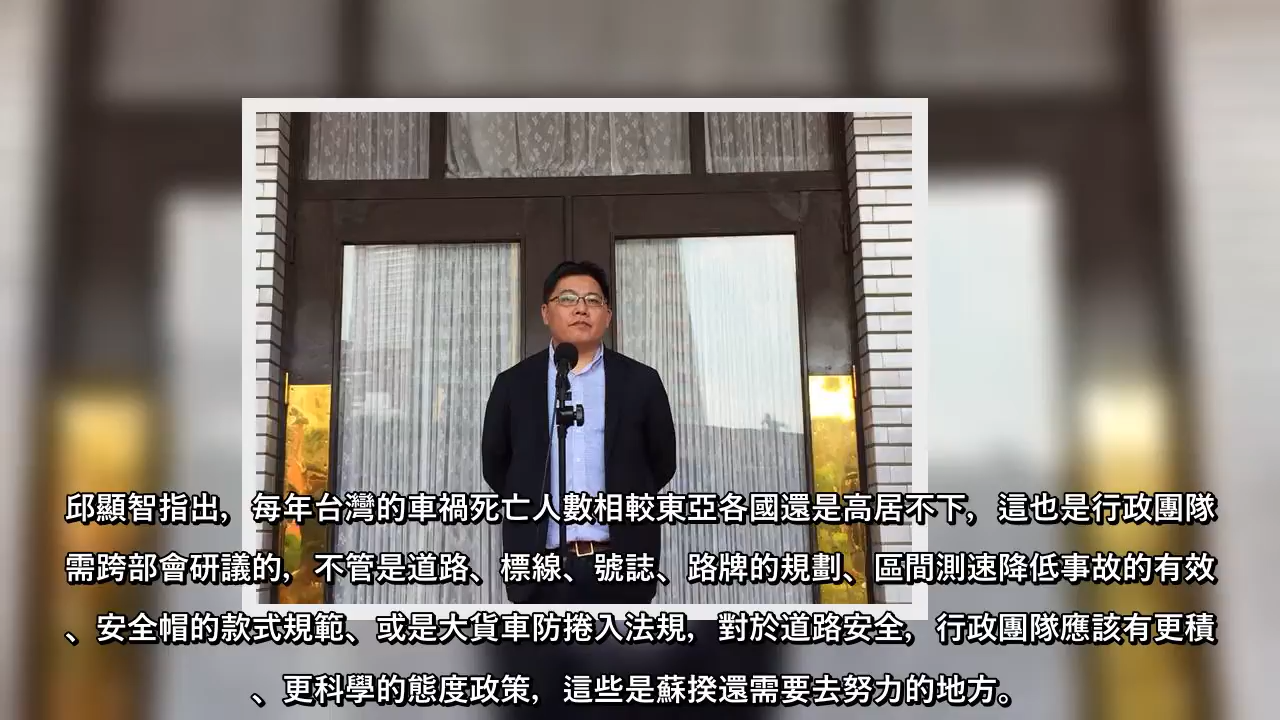 邱顯智指出，每年台灣的車禍死亡人數相較東亞各國還是高居不下，這也是行政團隊
需跨部會研議的，不管是道路、標線、號誌、路牌的規劃、區間測速降低事故的有效
、安全帽的款式規範、或是大貨車防捲入法規，對於道路安全，行政團隊應該有更積
、更科學的態度政策，這些是蘇揆還需要去努力的地方。